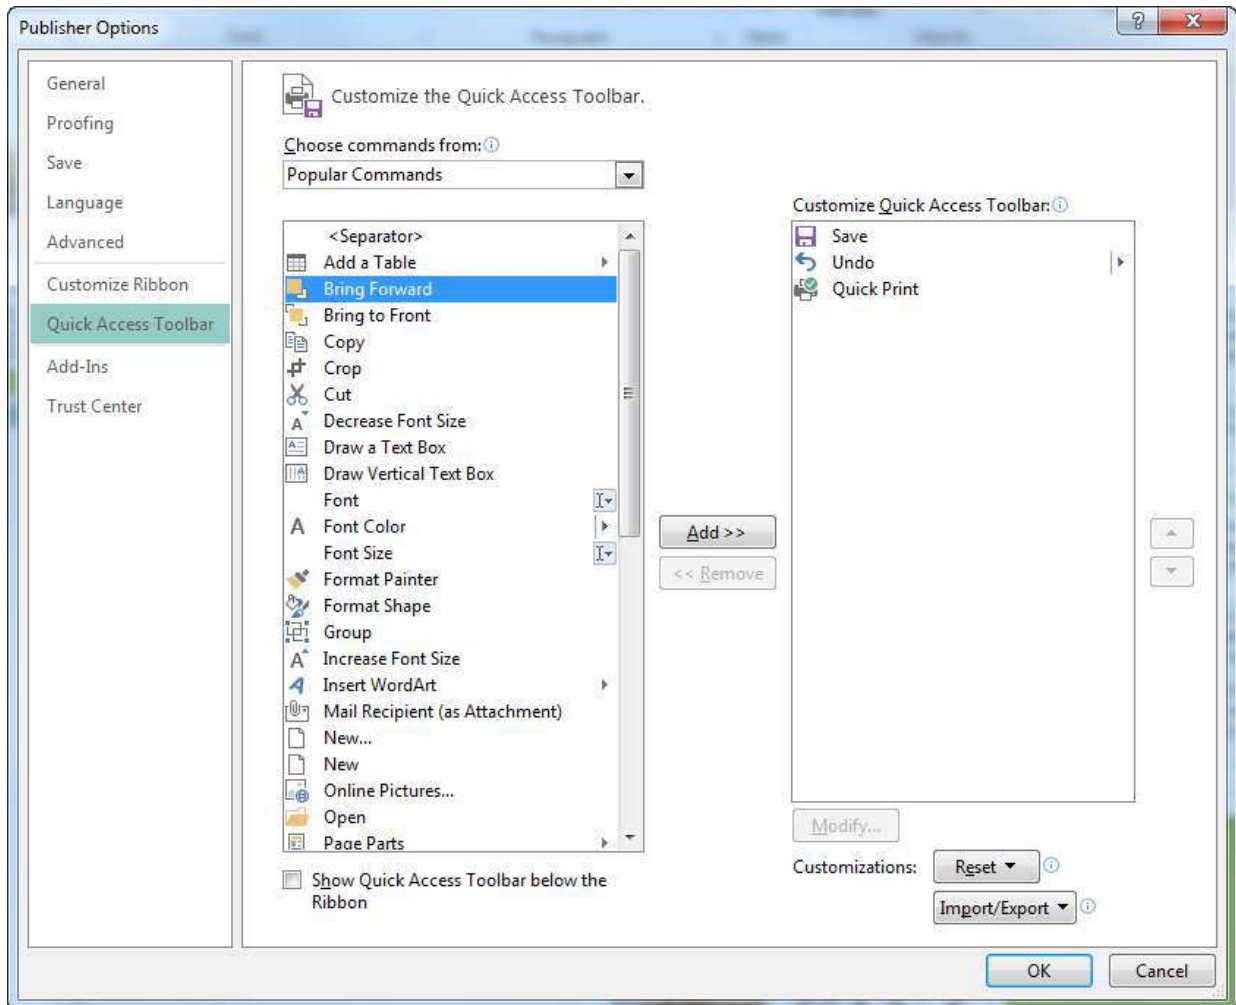 Publisher Options
General
Proofing
Save
Language
Advanced
Customize Ribbon
Quick Access Toolbar
Add-Ins
Trust Center
Customize the Quick Access Toolbar.
Choose commands from:
Popular Commands
<Separator>
Add a Table
Bring Forward
Bring to Front
Copy
Crop
Cut
Decrease Font Size
Draw a Text Box
Draw Vertical Text Box
Font
Font Color
Font Size
Format Painter
Format Shape
Group
Increase Font Size
Insert WordArt
Mail Recipient (as Attachment)
New...
New
Online Pictures...
Open
Page Parts
Show Quick Access Toolbar below the
Ribbon
Add >>
<< Remove
Customize Quick Access Toolbar:
Save
Undo
Quick Print
Modify...
Customizations:
Reset
Import/Export
OK
Cancel